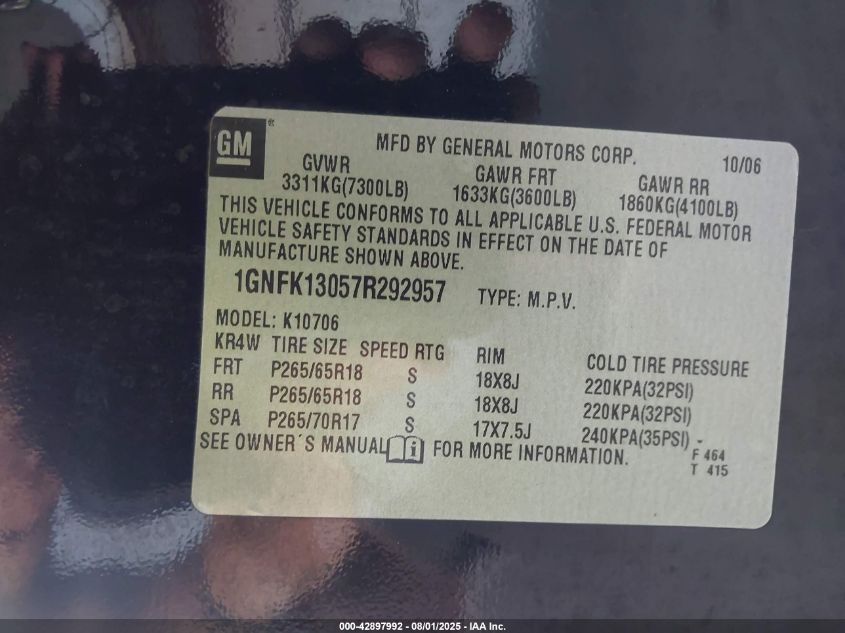 GM ®
MFD BY GENERAL MOTORS CORP. 10/06
GVWR GAWR FRT GAWR RR
3311KG(7300LB) 1633KG(3600LB) 1860KG(4100LB)
THIS VEHICLE CONFORMS TO ALL APPLICABLE U.S. FEDERAL MOTOR
VEHICLE SAFETY STANDARDS IN EFFECT ON THE DATE OF
MANUFACTURE SHOWN ABOVE.
1GNFK13057R292957 TYPE: M.P.V.
MODEL: K10706
KR4W TIRE SIZE SPEED RTG RIM COLD TIRE PRESSURE
FRT P265/65R18 S 18X8J 220KPA(32PSI)
RR P265/65R18 S 18X8J 220KPA(32PSI)
SPA P265/70R17 S 17X7.5J 240KPA(35PSI) -
SEE OWNER'S MANUAL i FOR MORE INFORMATION.
F 464
T 415
000-42897992 - 08/01/2025 - IAA Inc.